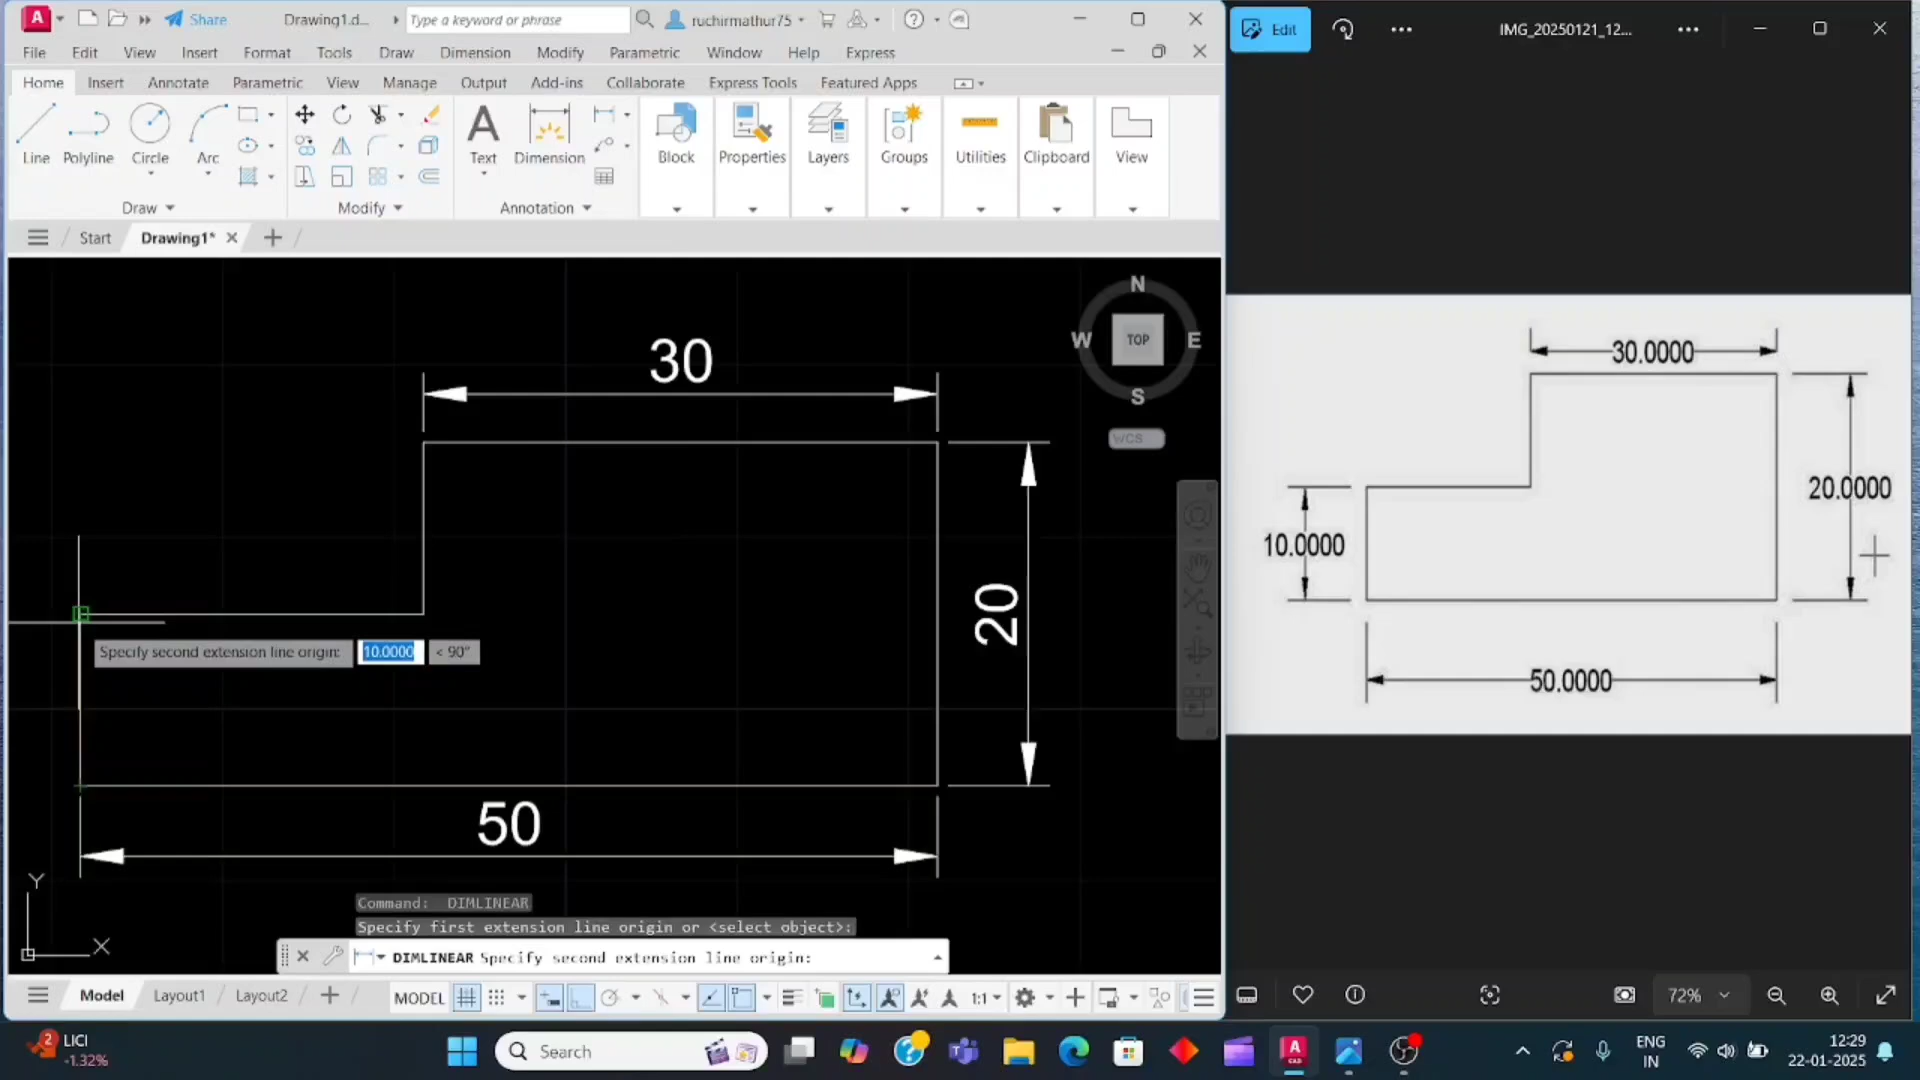 A Share Drawing1.d... Type a keyword or phrase ruchirmathur75
File Edit View Insert Format Tools Draw Dimension Modify Parametric Window Help Express
Home Insert Annotate Parametric View Manage Output Add-ins Collaborate Express Tools Featured Apps
Line Polyline Circle Arc Text Dimension Block Properties Layers Groups Utilities Clipboard View
Draw Modify Annotation
Start Drawing1*
N
W TOP E
S
WCS
30
20
50
Specify second extension line origin: 10.0000 < 90°
Y
X
Command: DIMLINEAR
Specify first extension line origin or <select object>:
DIMLINEAR Specify second extension line origin:
Model Layout1 Layout2 MODEL 1:1
Edit IMG_20250121_12...
30.0000
20.0000
10.0000
50.0000
72%
2 LICI
-1.32%
Search
A
CAD
ENG
IN
12:29
22-01-2025